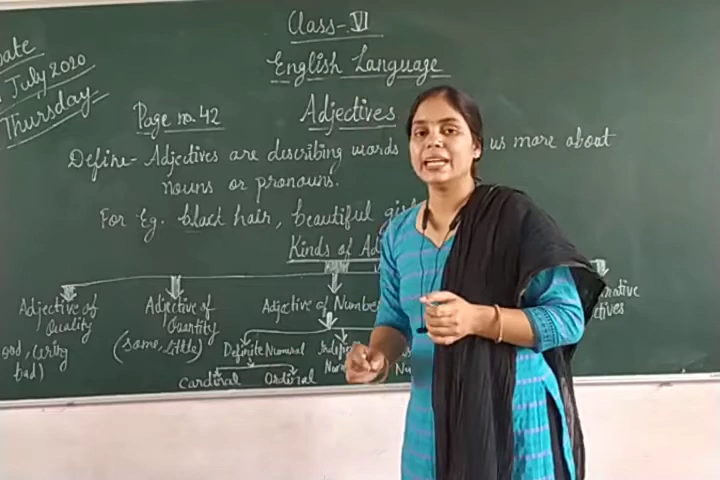 Class-VI
Date
July 2020
Thursday
English Language
Page no. 42
Adjectives
Define- Adjectives are describing words us more about
nouns or pronouns.
For Eg. black hair, beautiful
Kinds of
Adjective of
Quality
Adjective of
Quantity
(some, little)
bad)
Adjective of Number
Definite Numeral
Cardinal Ordinal